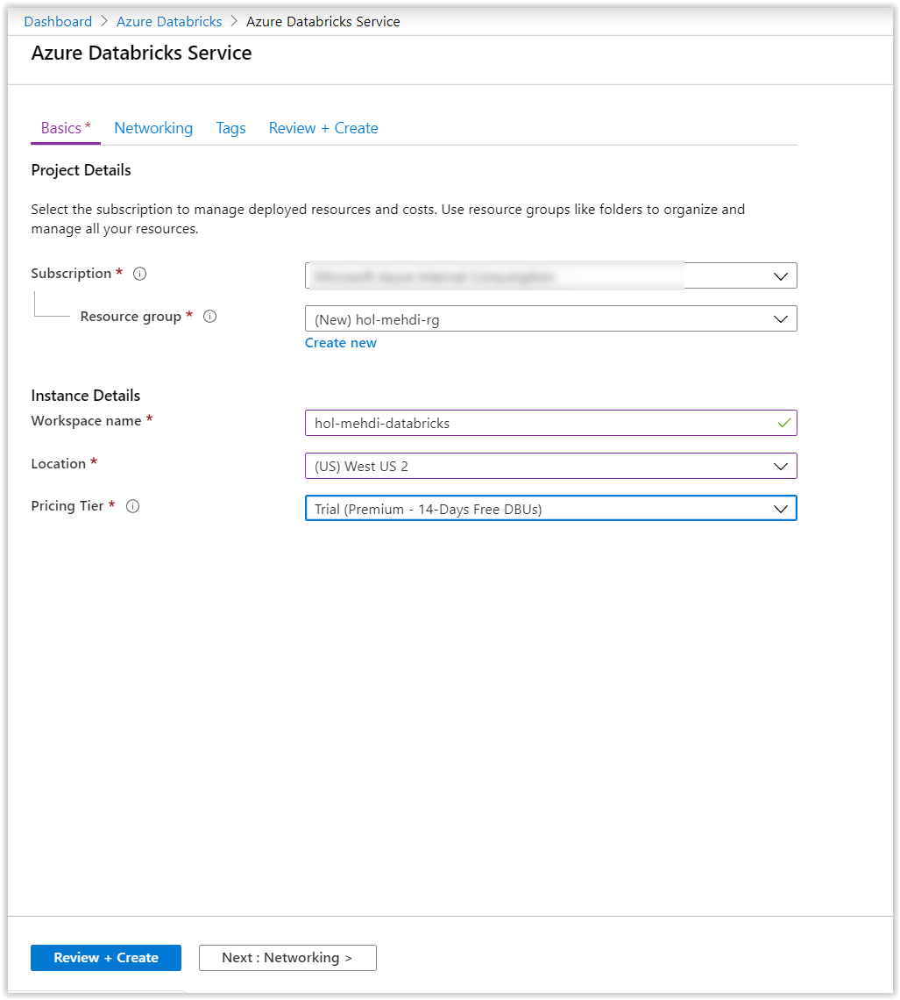 Dashboard > Azure Databricks > Azure Databricks Service
Azure Databricks Service
Basics * Networking Tags Review + Create
Project Details
Select the subscription to manage deployed resources and costs. Use resource groups like folders to organize and
manage all your resources.
Subscription *
Resource group * (New) hol-mehdi-rg
Create new
Instance Details
Workspace name * hol-mehdi-databricks
Location * (US) West US 2
Pricing Tier * Trial (Premium - 14-Days Free DBUs)
Review + Create Next : Networking >